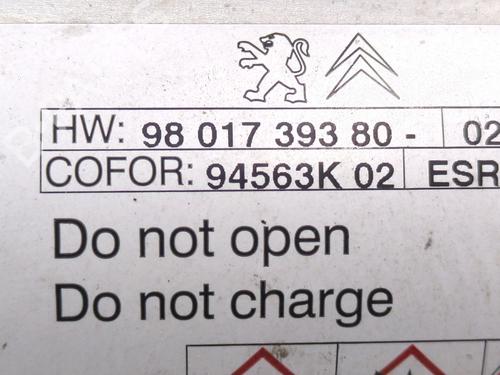 HW: 98 017 393 80 - 02
COFOR: 94563K 02 ESR
Do not open
Do not charge